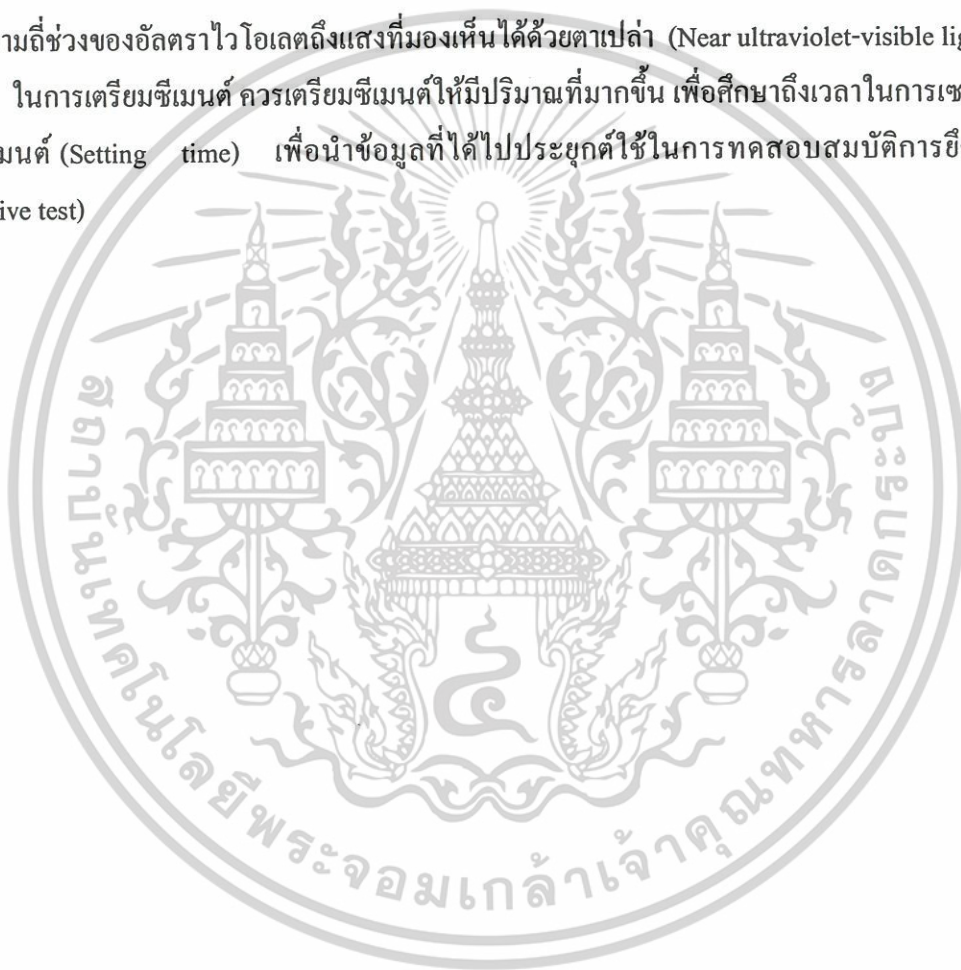 ามถี่ช่วงของอัลตราไวโอเลตถึงแสงที่มองเห็นได้ด้วยตาเปล่า (Near ultraviolet-visible lig
ในการเตรียมซีเมนต์ ควรเตรียมซีเมนต์ให้มีปริมาณที่มากขึ้น เพื่อศึกษาถึงเวลาในการเซ
มนต์ (Setting time) เพื่อนำข้อมูลที่ได้ไปประยุกต์ใช้ในการทดสอบสมบัติการยึ
ive test)
สถาบันเทคโนโลยีพระจอมเกล้าเจ้าคุณทหารลาดกระบัง
๔